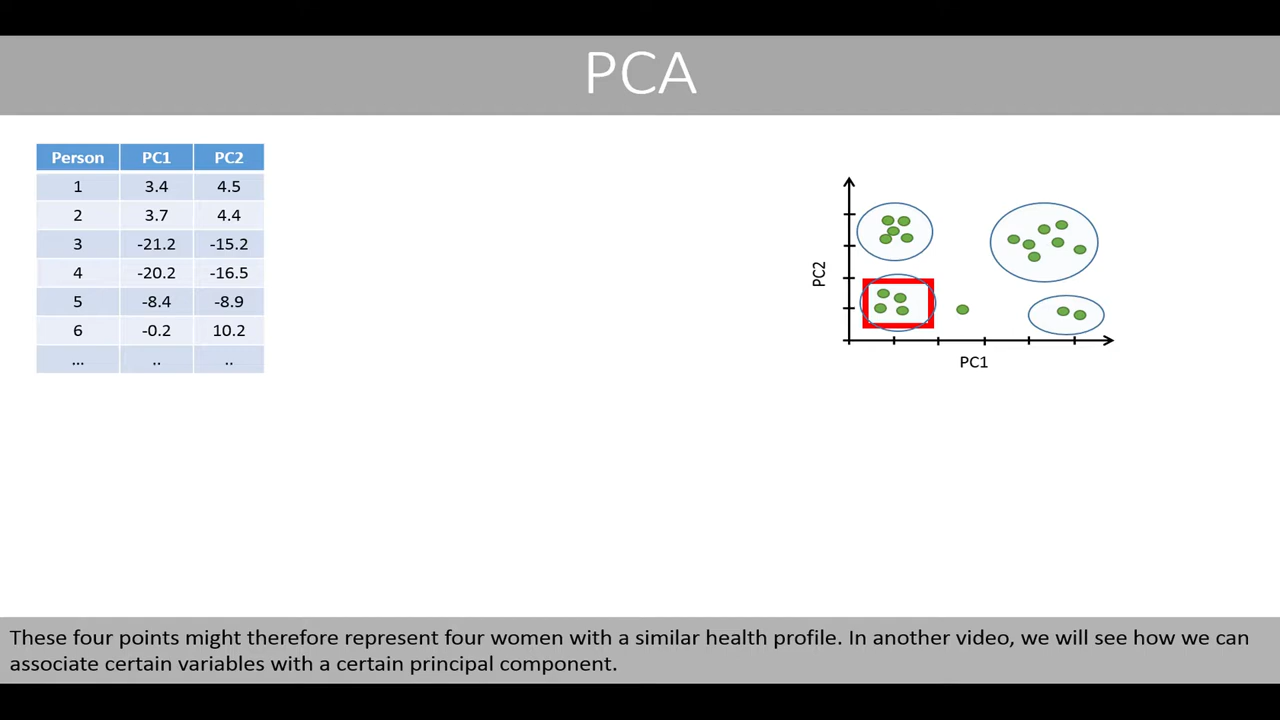 PCA
Person PC1 PC2
1 3.4 4.5
2 3.7 4.4
3 -21.2 -15.2
4 -20.2 -16.5
5 -8.4 -8.9
6 -0.2 10.2
... .. ..
PC2
PC1
These four points might therefore represent four women with a similar health profile. In another video, we will see how we can
associate certain variables with a certain principal component.